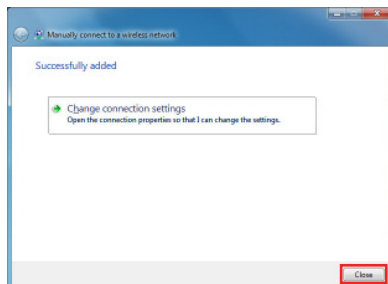 Manually connect to a wireless network
Successfully added
Change connection settings
Open the connection properties so that I can change the settings.
Close